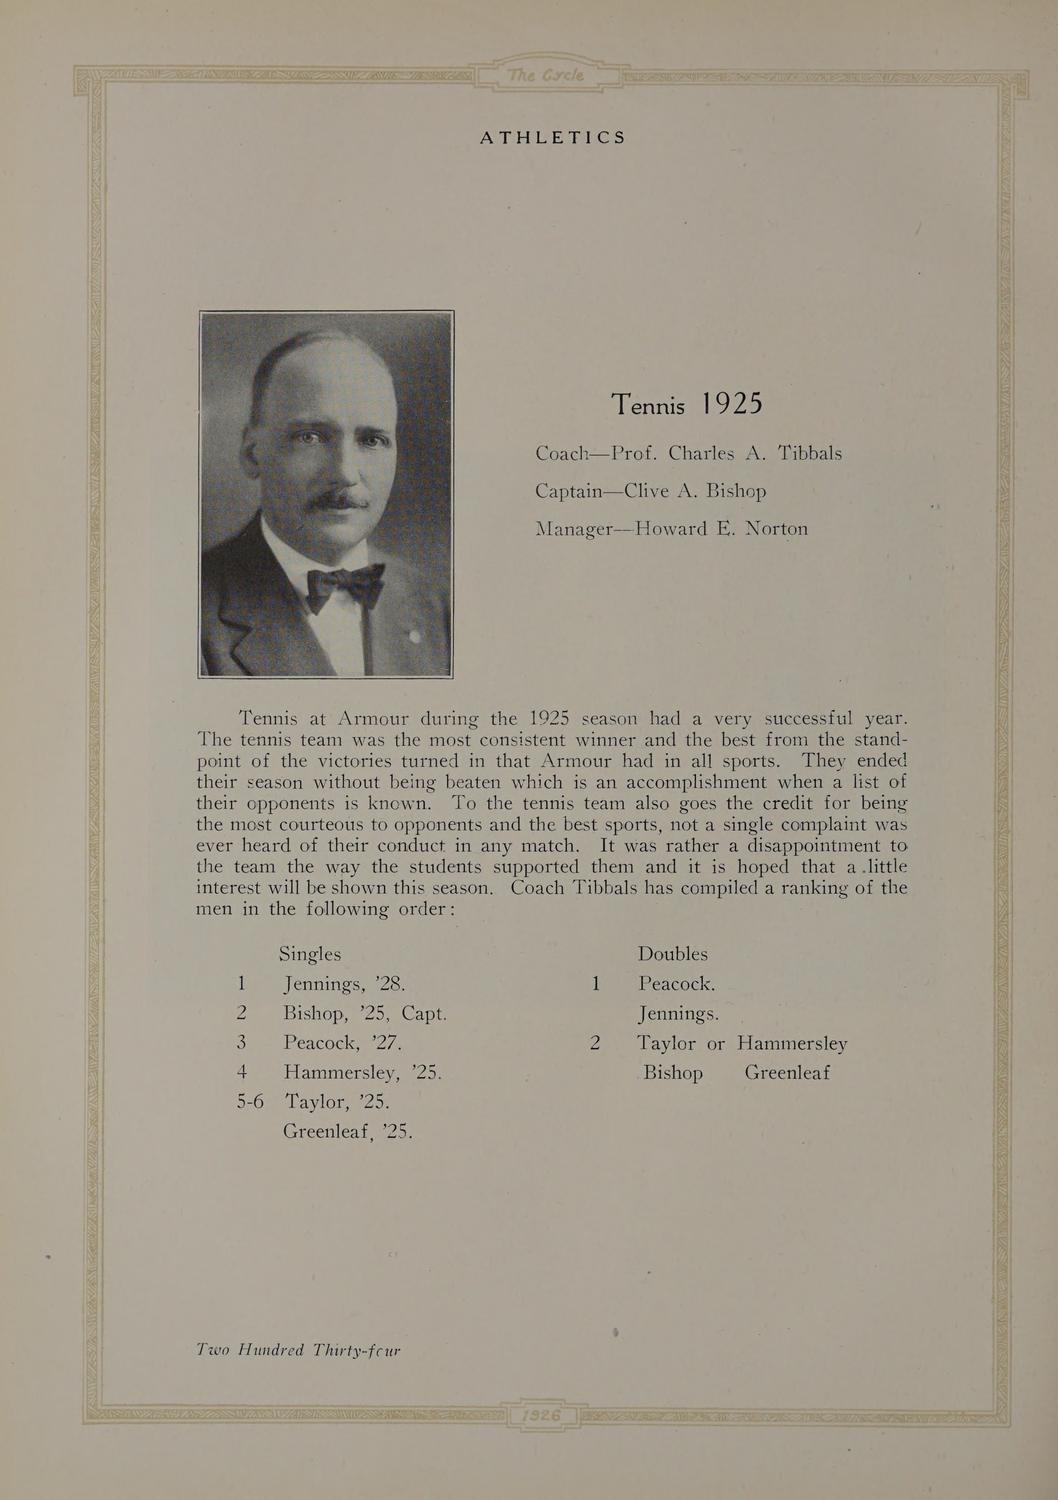 The Cycle
ATHLETICS
Tennis 1925
Coach—Prof. Charles A. Tibbals
Captain—Clive A. Bishop
Manager—Howard E. Norton
Tennis at Armour during the 1925 season had a very successful year.
The tennis team was the most consistent winner and the best from the stand-
point of the victories turned in that Armour had in all sports. They ended
their season without being beaten which is an accomplishment when a list of
their opponents is known. To the tennis team also goes the credit for being
the most courteous to opponents and the best sports, not a single complaint was
ever heard of their conduct in any match. It was rather a disappointment to
the team the way the students supported them and it is hoped that a little
interest will be shown this season. Coach Tibbals has compiled a ranking of the
men in the following order:
Singles
1 Jennings, ’28.
2 Bishop, ’25, Capt.
3 Peacock, ’27.
4 Hammersley, ’25.
5-6 Taylor, ’25.
Greenleaf, ’25.
Doubles
1 Peacock.
Jennings.
2 Taylor or Hammersley
Bishop Greenleaf
Two Hundred Thirty-four
1926